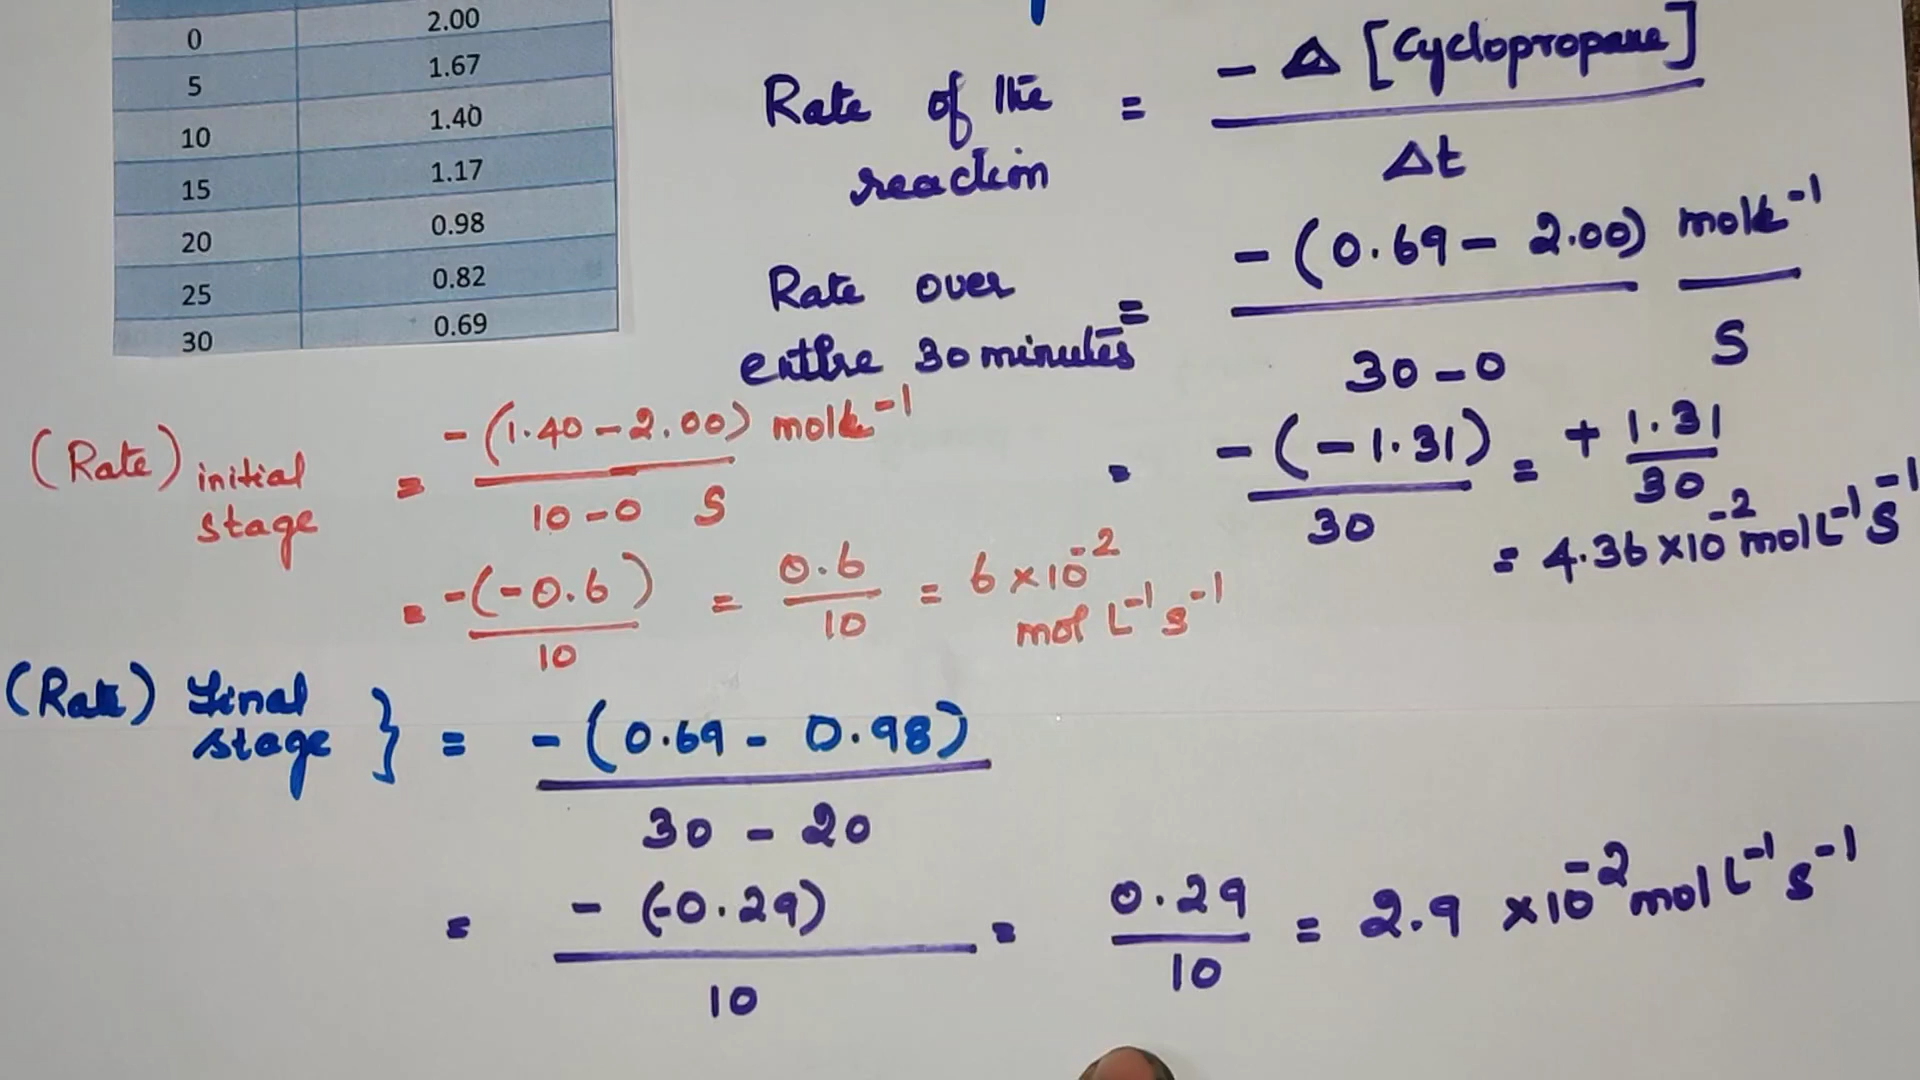 0 2.00
5 1.67
10 1.40
15 1.17
20 0.98
25 0.82
30 0.69
Rate of the reaction = - Δ [Cyclopropane] / Δt
Rate over entire 30 minutes = - (0.69 - 2.00) / 30 - 0 molL⁻¹ / S
= - (-1.31) / 30 = + 1.31 / 30
= 4.36 × 10⁻² mol L⁻¹ S⁻¹
(Rate) initial stage = - (1.40 - 2.00) molL⁻¹ / 10 - 0 S
= - (-0.6) / 10 = 0.6 / 10 = 6 × 10⁻² mol L⁻¹ s⁻¹
(Rate) final stage } = - (0.69 - 0.98) / 30 - 20
= - (-0.29) / 10 = 0.29 / 10 = 2.9 × 10⁻² mol L⁻¹ s⁻¹